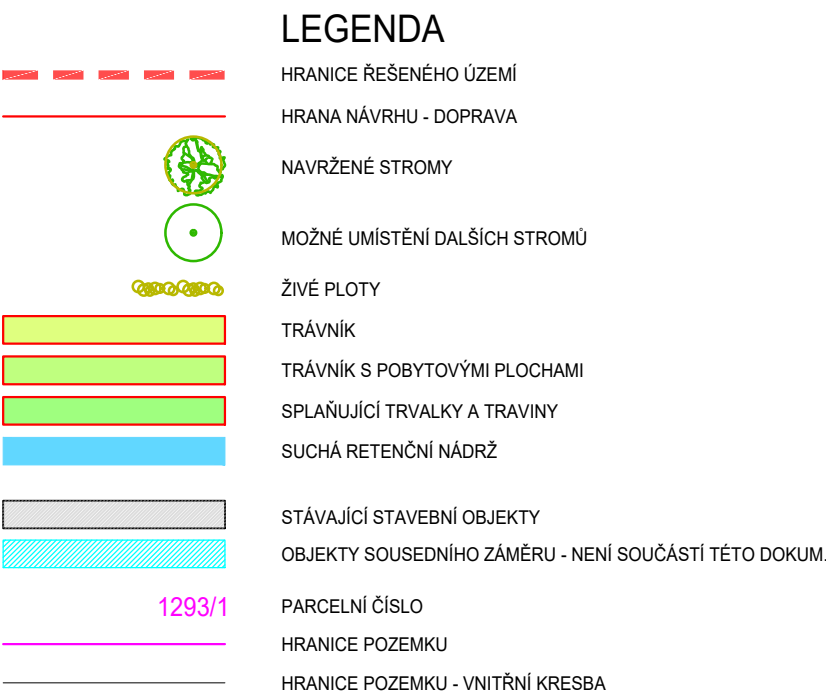 LEGENDA
HRANICE ŘEŠENÉHO ÚZEMÍ
HRANA NÁVRHU - DOPRAVA
NAVRŽENÉ STROMY
MOŽNÉ UMÍSTĚNÍ DALŠÍCH STROMŮ
ŽIVÉ PLOTY
TRÁVNÍK
TRÁVNÍK S POBYTOVÝMI PLOCHAMI
SPLAŇUJÍCÍ TRVALKY A TRAVINY
SUCHÁ RETENČNÍ NÁDRŽ
STÁVAJÍCÍ STAVEBNÍ OBJEKTY
OBJEKTY SOUSEDNÍHO ZÁMĚRU - NENÍ SOUČÁSTÍ TÉTO DOKUM.
1293/1 PARCELNÍ ČÍSLO
HRANICE POZEMKU
HRANICE POZEMKU - VNITŘNÍ KRESBA